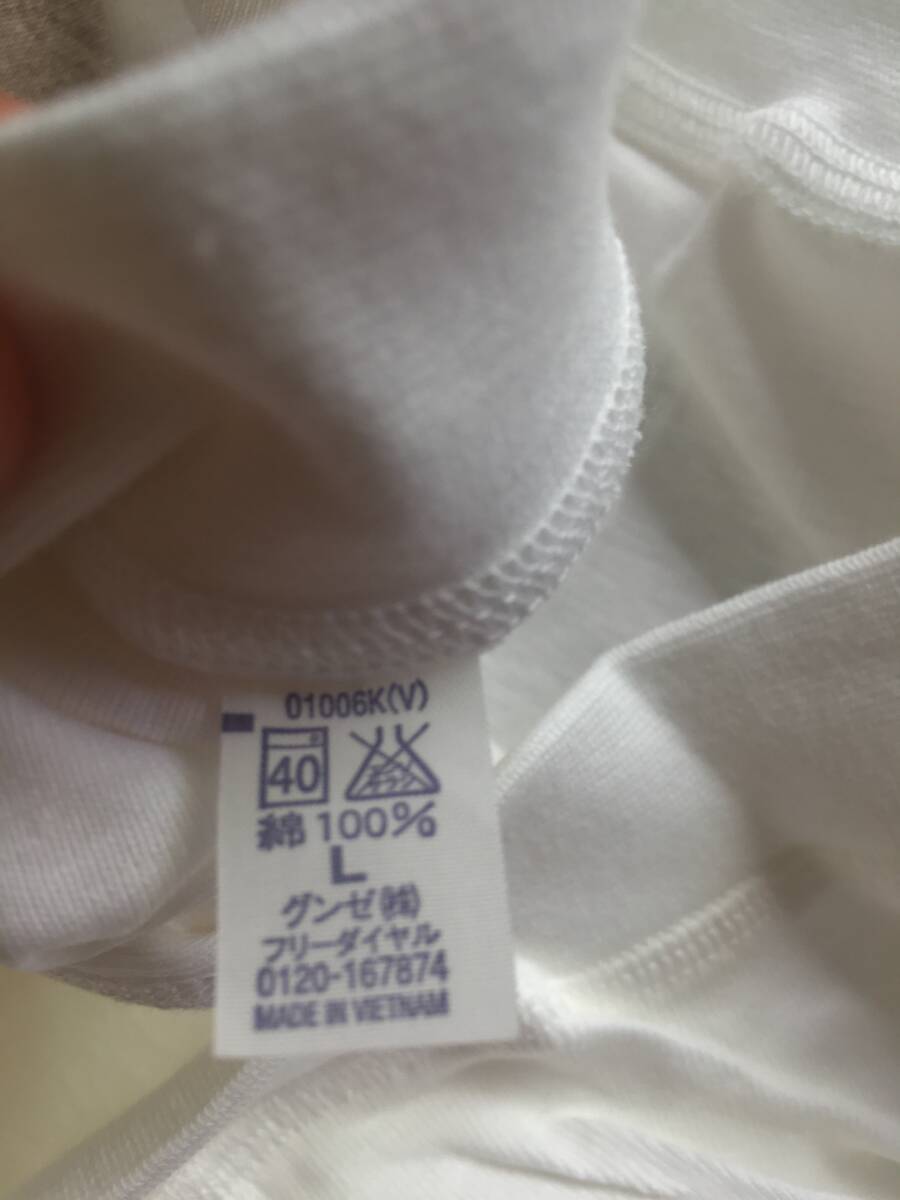 01006K(V)
40
綿 100%
L
グンゼ㈱
フリーダイヤル
0120-167874
MADE IN VIETNAM